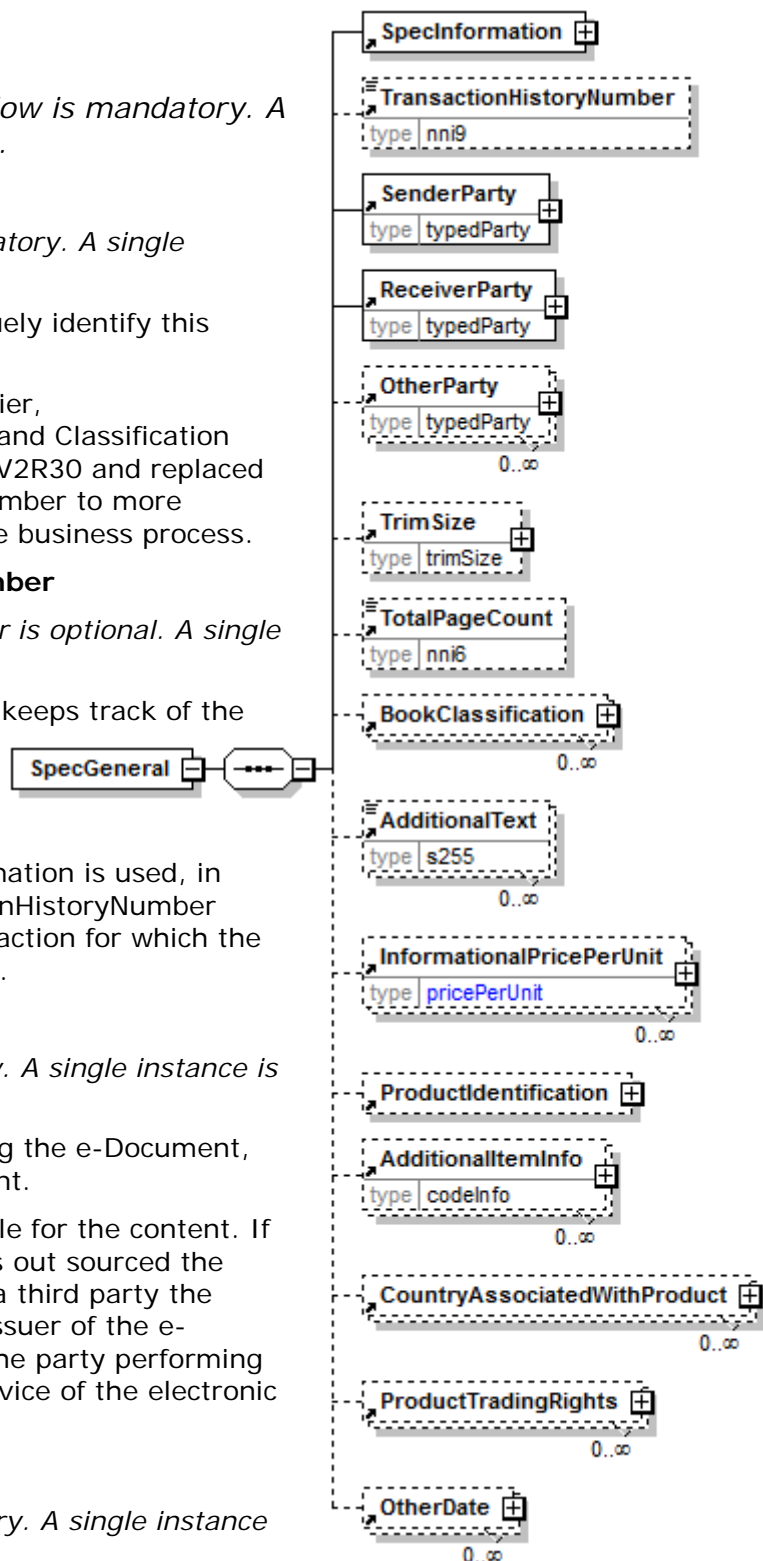 low is mandatory. A
.
atory. A single
uely identify this
ier,
and Classification
V2R30 and replaced
mber to more
e business process.
nber
r is optional. A single
keeps track of the
nation is used, in
nHistoryNumber
action for which the
.
y. A single instance is
g the e-Document,
nt.
le for the content. If
s out sourced the
a third party the
ssuer of the e-
he party performing
vice of the electronic
ry. A single instance
SpecGeneral
SpecInformation
TransactionHistoryNumber
type nni9
SenderParty
type typedParty
ReceiverParty
type typedParty
OtherParty
type typedParty
0..∞
TrimSize
type trimSize
TotalPageCount
type nni6
BookClassification
0..∞
AdditionalText
type s255
0..∞
InformationalPricePerUnit
type pricePerUnit
0..∞
ProductIdentification
AdditionalItemInfo
type codeInfo
0..∞
CountryAssociatedWithProduct
0..∞
ProductTradingRights
0..∞
OtherDate
0..∞